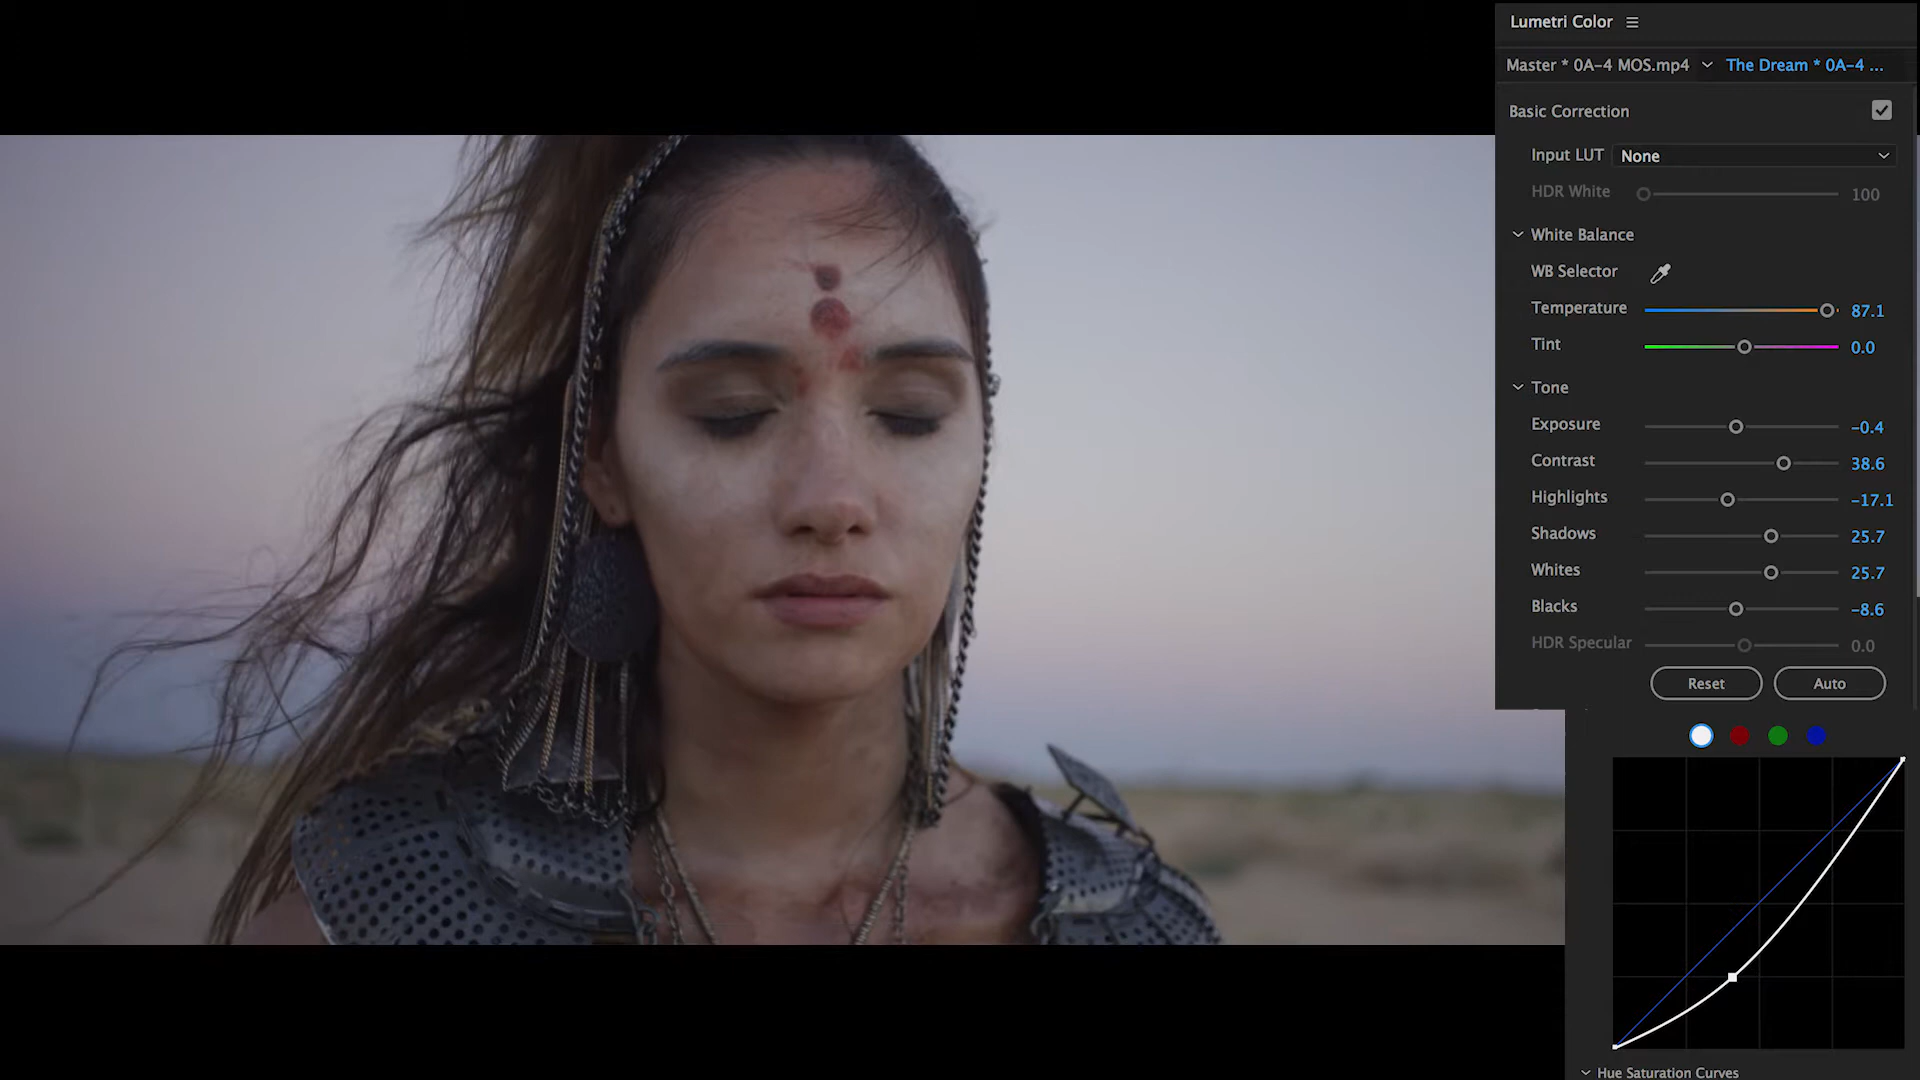 Lumetri Color
Master * 0A-4 MOS.mp4 The Dream * 0A-4 ...
Basic Correction
Input LUT None
HDR White 100
White Balance
WB Selector
Temperature 87.1
Tint 0.0
Tone
Exposure -0.4
Contrast 38.6
Highlights -17.1
Shadows 25.7
Whites 25.7
Blacks -8.6
HDR Specular 0.0
Reset Auto
Hue Saturation Curves